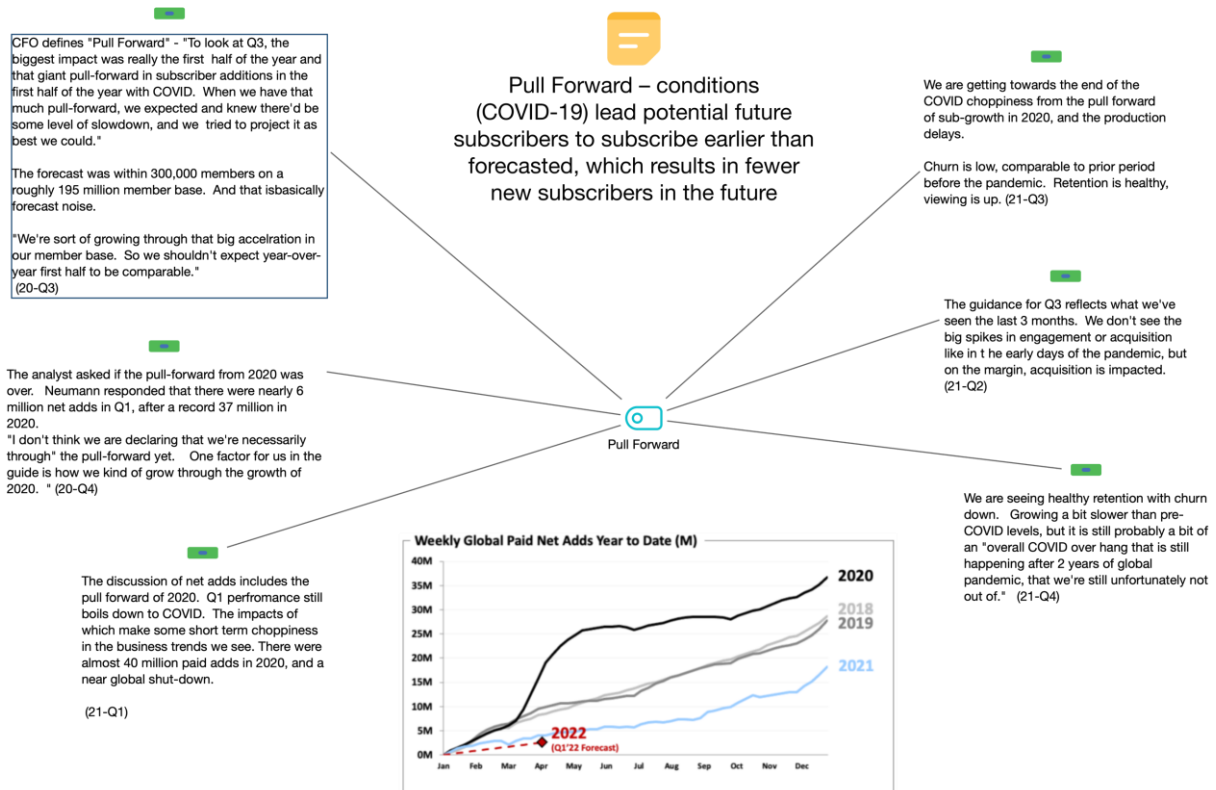 CFO defines "Pull Forward" - "To look at Q3, the
biggest impact was really the first  half of the year and
that giant pull-forward in subscriber additions in the
first half of the year with COVID.  When we have that
much pull-forward, we expected and knew there'd be
some level of slowdown, and we  tried to project it as
best we could."
The forecast was within 300,000 members on a
roughly 195 million member base.  And that isbasically
forecast noise.
"We're sort of growing through that big accelration in
our member base.  So we shouldn't expect year-over-
year first half to be comparable."
(20-Q3)
Pull Forward – conditions
(COVID-19) lead potential future
subscribers to subscribe earlier than
forecasted, which results in fewer
new subscribers in the future
We are getting towards the end of the
COVID choppiness from the pull forward
of sub-growth in 2020, and the production
delays.
Churn is low, comparable to prior period
before the pandemic.  Retention is healthy,
viewing is up. (21-Q3)
The guidance for Q3 reflects what we've
seen the last 3 months.  We don't see the
big spikes in engagement or acquisition
like in t he early days of the pandemic, but
on the margin, acquisition is impacted.
(21-Q2)
The analyst asked if the pull-forward from 2020 was
over.   Neumann responded that there were nearly 6
million net adds in Q1, after a record 37 million in
2020.
"I don't think we are declaring that we're necessarily
through" the pull-forward yet.    One factor for us in the
guide is how we kind of grow through the growth of
2020.  " (20-Q4)
Pull Forward
We are seeing healthy retention with churn
down.   Growing a bit slower than pre-
COVID levels, but it is still probably a bit of
an "overall COVID over hang that is still
happening after 2 years of global
pandemic, that we're still unfortunately not
out of."   (21-Q4)
The discussion of net adds includes the
pull forward of 2020.  Q1 perfromance still
boils down to COVID.  The impacts of
which make some short term choppiness
in the business trends we see. There were
almost 40 million paid adds in 2020, and a
near global shut-down.
(21-Q1)
Weekly Global Paid Net Adds Year to Date (M)
40M
35M
30M
25M
20M
15M
10M
5M
0M
2020
2018
2019
2021
2022
(Q1'22 Forecast)
Jan Feb Mar Apr May Jun Jul Aug Sep Oct Nov Dec